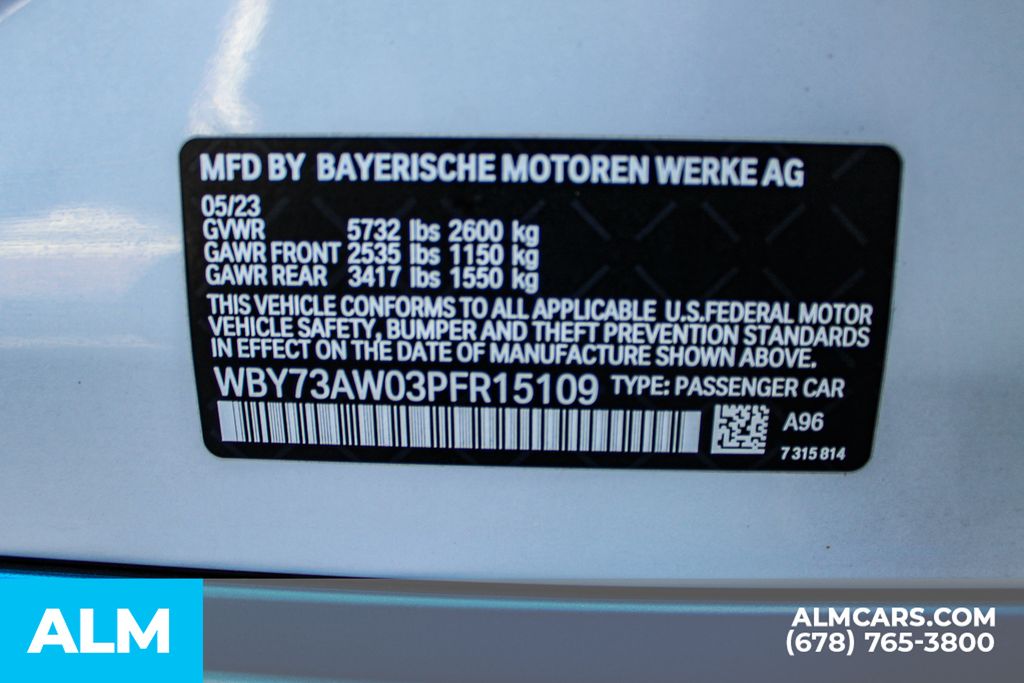 MFD BY BAYERISCHE MOTOREN WERKE AG
05/23
GVWR 5732 lbs 2600 kg
GAWR FRONT 2535 lbs 1150 kg
GAWR REAR 3417 lbs 1550 kg
THIS VEHICLE CONFORMS TO ALL APPLICABLE U.S.FEDERAL MOTOR
VEHICLE SAFETY, BUMPER AND THEFT PREVENTION STANDARDS
IN EFFECT ON THE DATE OF MANUFACTURE SHOWN ABOVE.
WBY73AW03PFR15109 TYPE: PASSENGER CAR
A96
7 315 814
ALM
ALMCARS.COM
(678) 765-3800